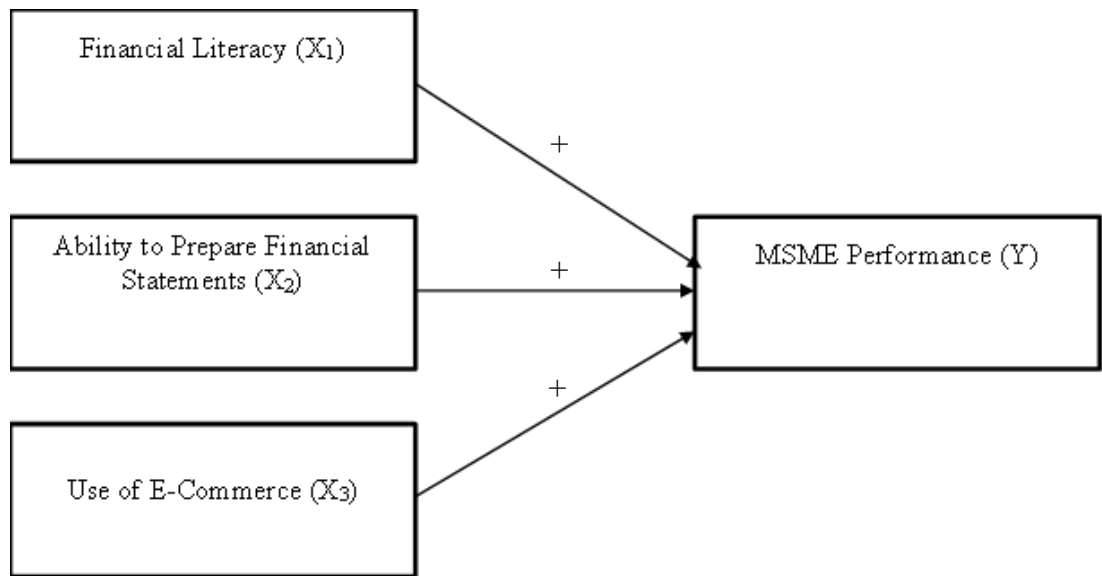 Financial Literacy (X₁)
+
Ability to Prepare Financial
Statements (X₂)
+
MSME Performance (Y)
+
Use of E-Commerce (X₃)